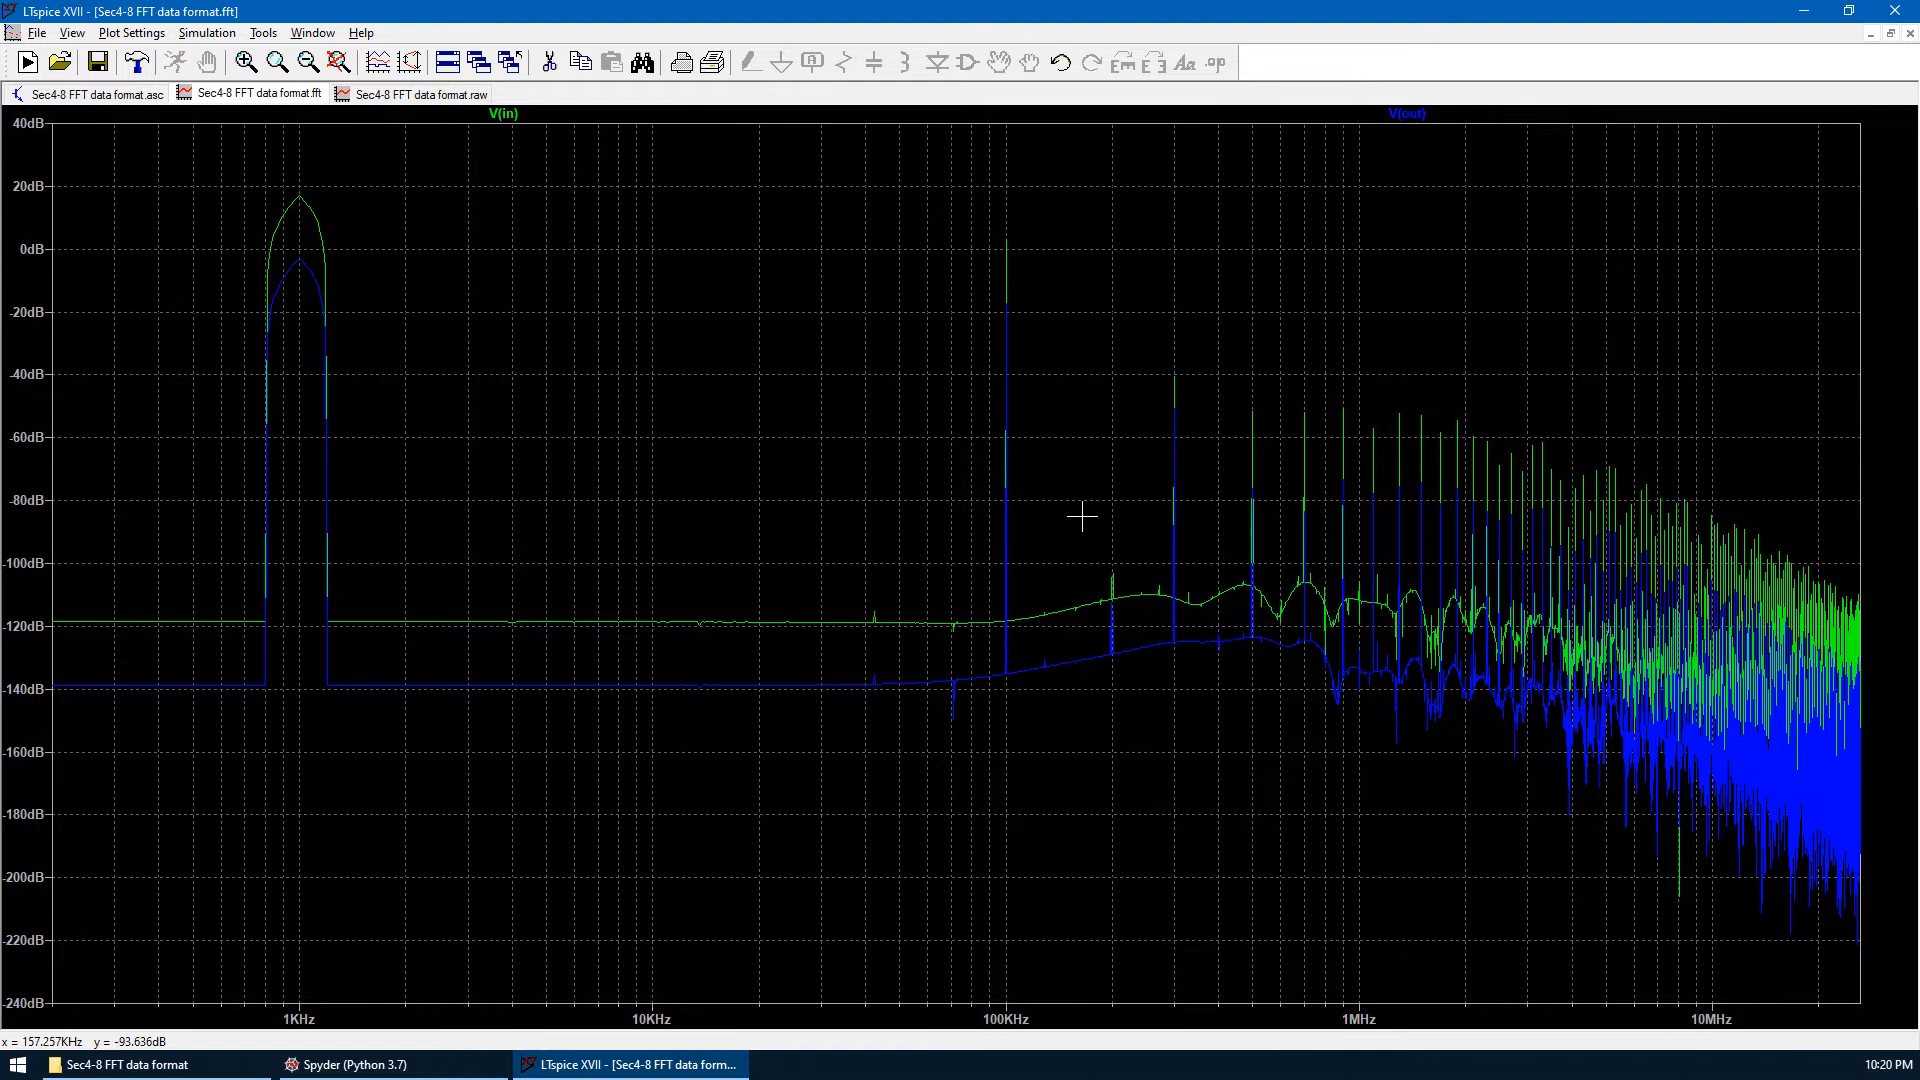 LTspice XVII - [Sec4-8 FFT data format.fft]
File View Plot Settings Simulation Tools Window Help
Sec4-8 FFT data format.asc Sec4-8 FFT data format.fft Sec4-8 FFT data format.raw
V(in) V(out)
40dB
20dB
0dB
-20dB
-40dB
-60dB
-80dB
-100dB
-120dB
-140dB
-160dB
-180dB
-200dB
-220dB
-240dB
1KHz 10KHz 100KHz 1MHz 10MHz
x = 157.257KHz y = -93.636dB
Sec4-8 FFT data format Spyder (Python 3.7) LTspice XVII - [Sec4-8 FFT data form... 10:20 PM